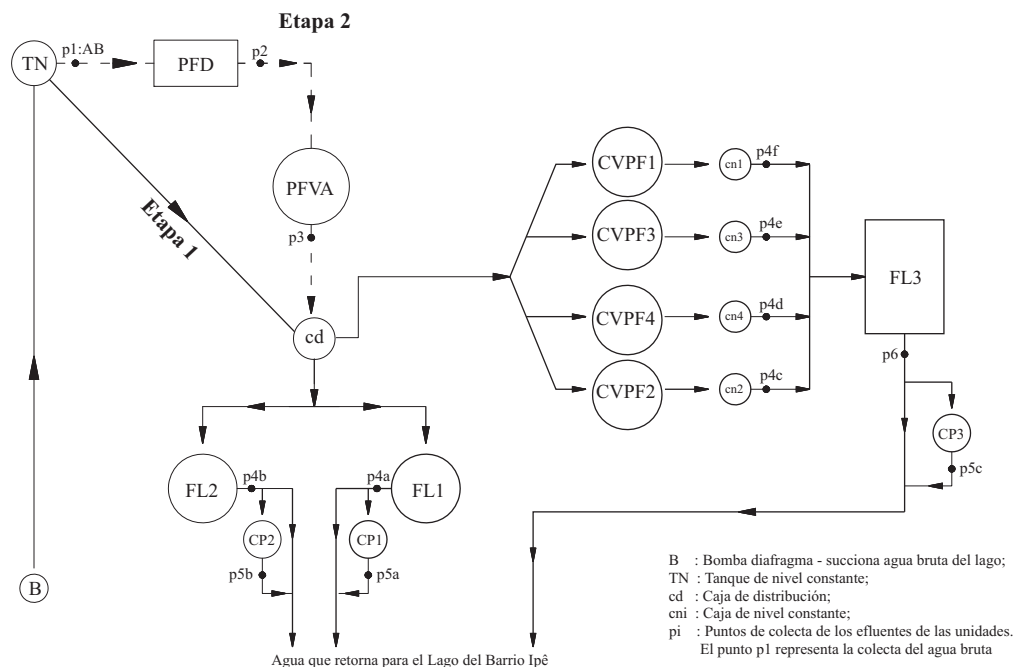 Etapa 2
TN
p1:AB
PFD
p2
PFVA
p3
Etapa 1
cd
CVPF1
cn1
p4f
CVPF3
cn3
p4e
CVPF4
cn4
p4d
CVPF2
cn2
p4c
FL3
p6
CP3
p5c
FL2
p4b
p4a
FL1
CP2
CP1
p5b
p5a
B
B : Bomba diafragma - succiona agua bruta del lago;
TN : Tanque de nivel constante;
cd : Caja de distribución;
cni : Caja de nivel constante;
pi : Puntos de colecta de los efluentes de las unidades.
El punto p1 representa la colecta del agua bruta
Agua que retorna para el Lago del Barrio Ipê